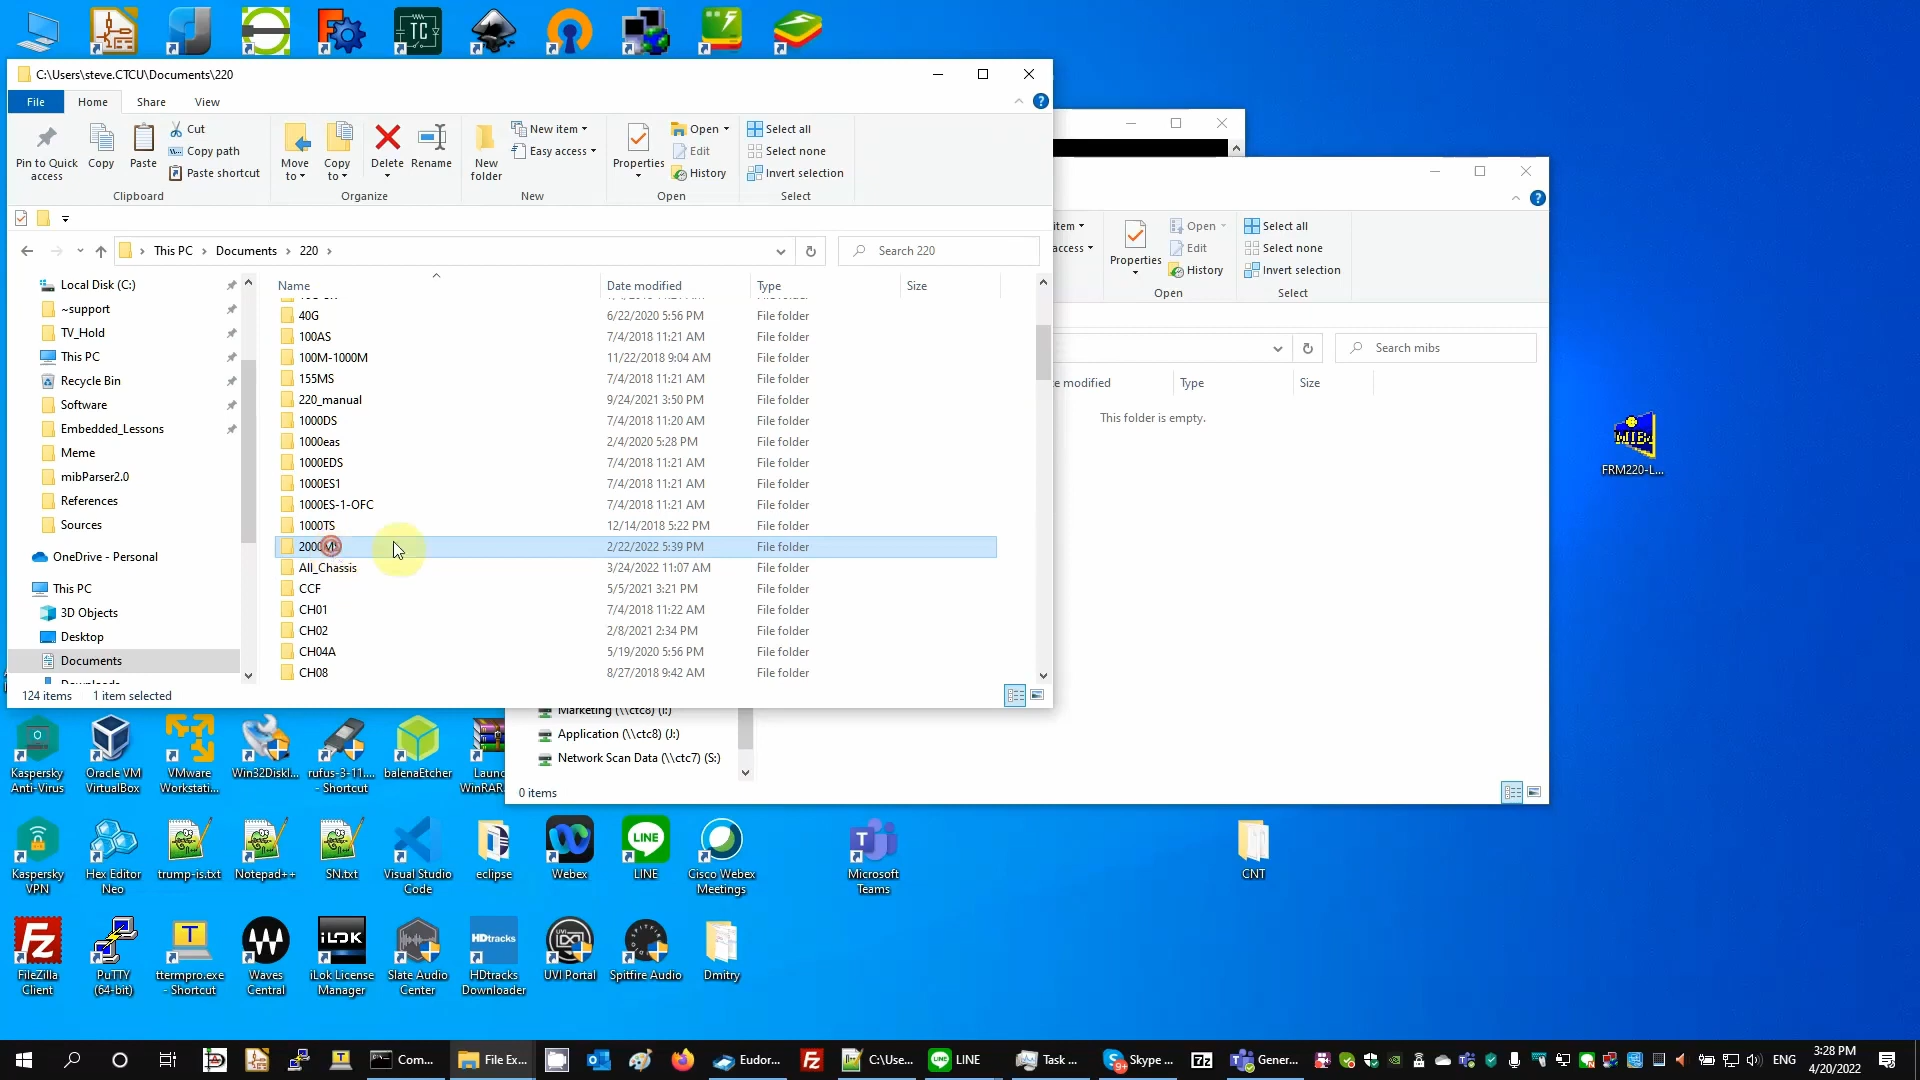 C:\Users\steve.CTCU\Documents\220
File
Home
Share
View
Pin to Quick access
Copy
Paste
Cut
Copy path
Paste shortcut
Clipboard
Move to
Copy to
Delete
Rename
Organize
New folder
New item
Easy access
New
Properties
Open
Edit
History
Open
Select all
Select none
Invert selection
Select
This PC
Documents
220
Search 220
Local Disk (C:)
~support
TV_Hold
This PC
Recycle Bin
Software
Embedded_Lessons
Meme
mibParser2.0
References
Sources
OneDrive - Personal
This PC
3D Objects
Desktop
Documents
Name Date modified Type Size
40G 6/22/2020 5:56 PM File folder
100AS 7/4/2018 11:21 AM File folder
100M-1000M 11/22/2018 9:04 AM File folder
155MS 7/4/2018 11:21 AM File folder
220_manual 9/24/2021 3:50 PM File folder
1000DS 7/4/2018 11:20 AM File folder
1000eas 2/4/2020 5:28 PM File folder
1000EDS 7/4/2018 11:21 AM File folder
1000ES1 7/4/2018 11:21 AM File folder
1000ES-1-OFC 7/4/2018 11:21 AM File folder
1000TS 12/14/2018 5:22 PM File folder
2000MS 2/22/2022 5:39 PM File folder
All_Chassis 3/24/2022 11:07 AM File folder
CCF 5/5/2021 3:21 PM File folder
CH01 7/4/2018 11:22 AM File folder
CH02 2/8/2021 2:34 PM File folder
CH04A 5/19/2020 5:56 PM File folder
CH08 8/27/2018 9:42 AM File folder
124 items 1 item selected
item
access
Properties
Open
Edit
History
Open
Select all
Select none
Invert selection
Select
Search mibs
e modified Type Size
This folder is empty.
Marketing (\\ctc8) (I:)
Application (\\ctc8) (J:)
Network Scan Data (\\ctc7) (S:)
0 items
TC
MIB
FRM220-L...
Kaspersky Anti-Virus
Oracle VM VirtualBox
VMware Workstati...
Win32DiskI...
rufus-3-11.... - Shortcut
balenaEtcher
Launc
WinRAR
Kaspersky VPN
Hex Editor Neo
trump-is.txt
Notepad++
SN.txt
Visual Studio Code
eclipse
Webex
LINE
LINE
Cisco Webex Meetings
Microsoft Teams
CNT
FileZilla Client
PuTTY (64-bit)
ttermpro.exe - Shortcut
Waves Central
iLOK
iLok License Manager
Slate Audio Center
HDtracks
HDtracks Downloader
UVI
UVI Portal
Spitfire Audio
Dmitry
Com...
File Ex...
Eudor...
C:\Use...
LINE
Task ...
Skype ...
7z
Gener...
ENG
3:28 PM
4/20/2022